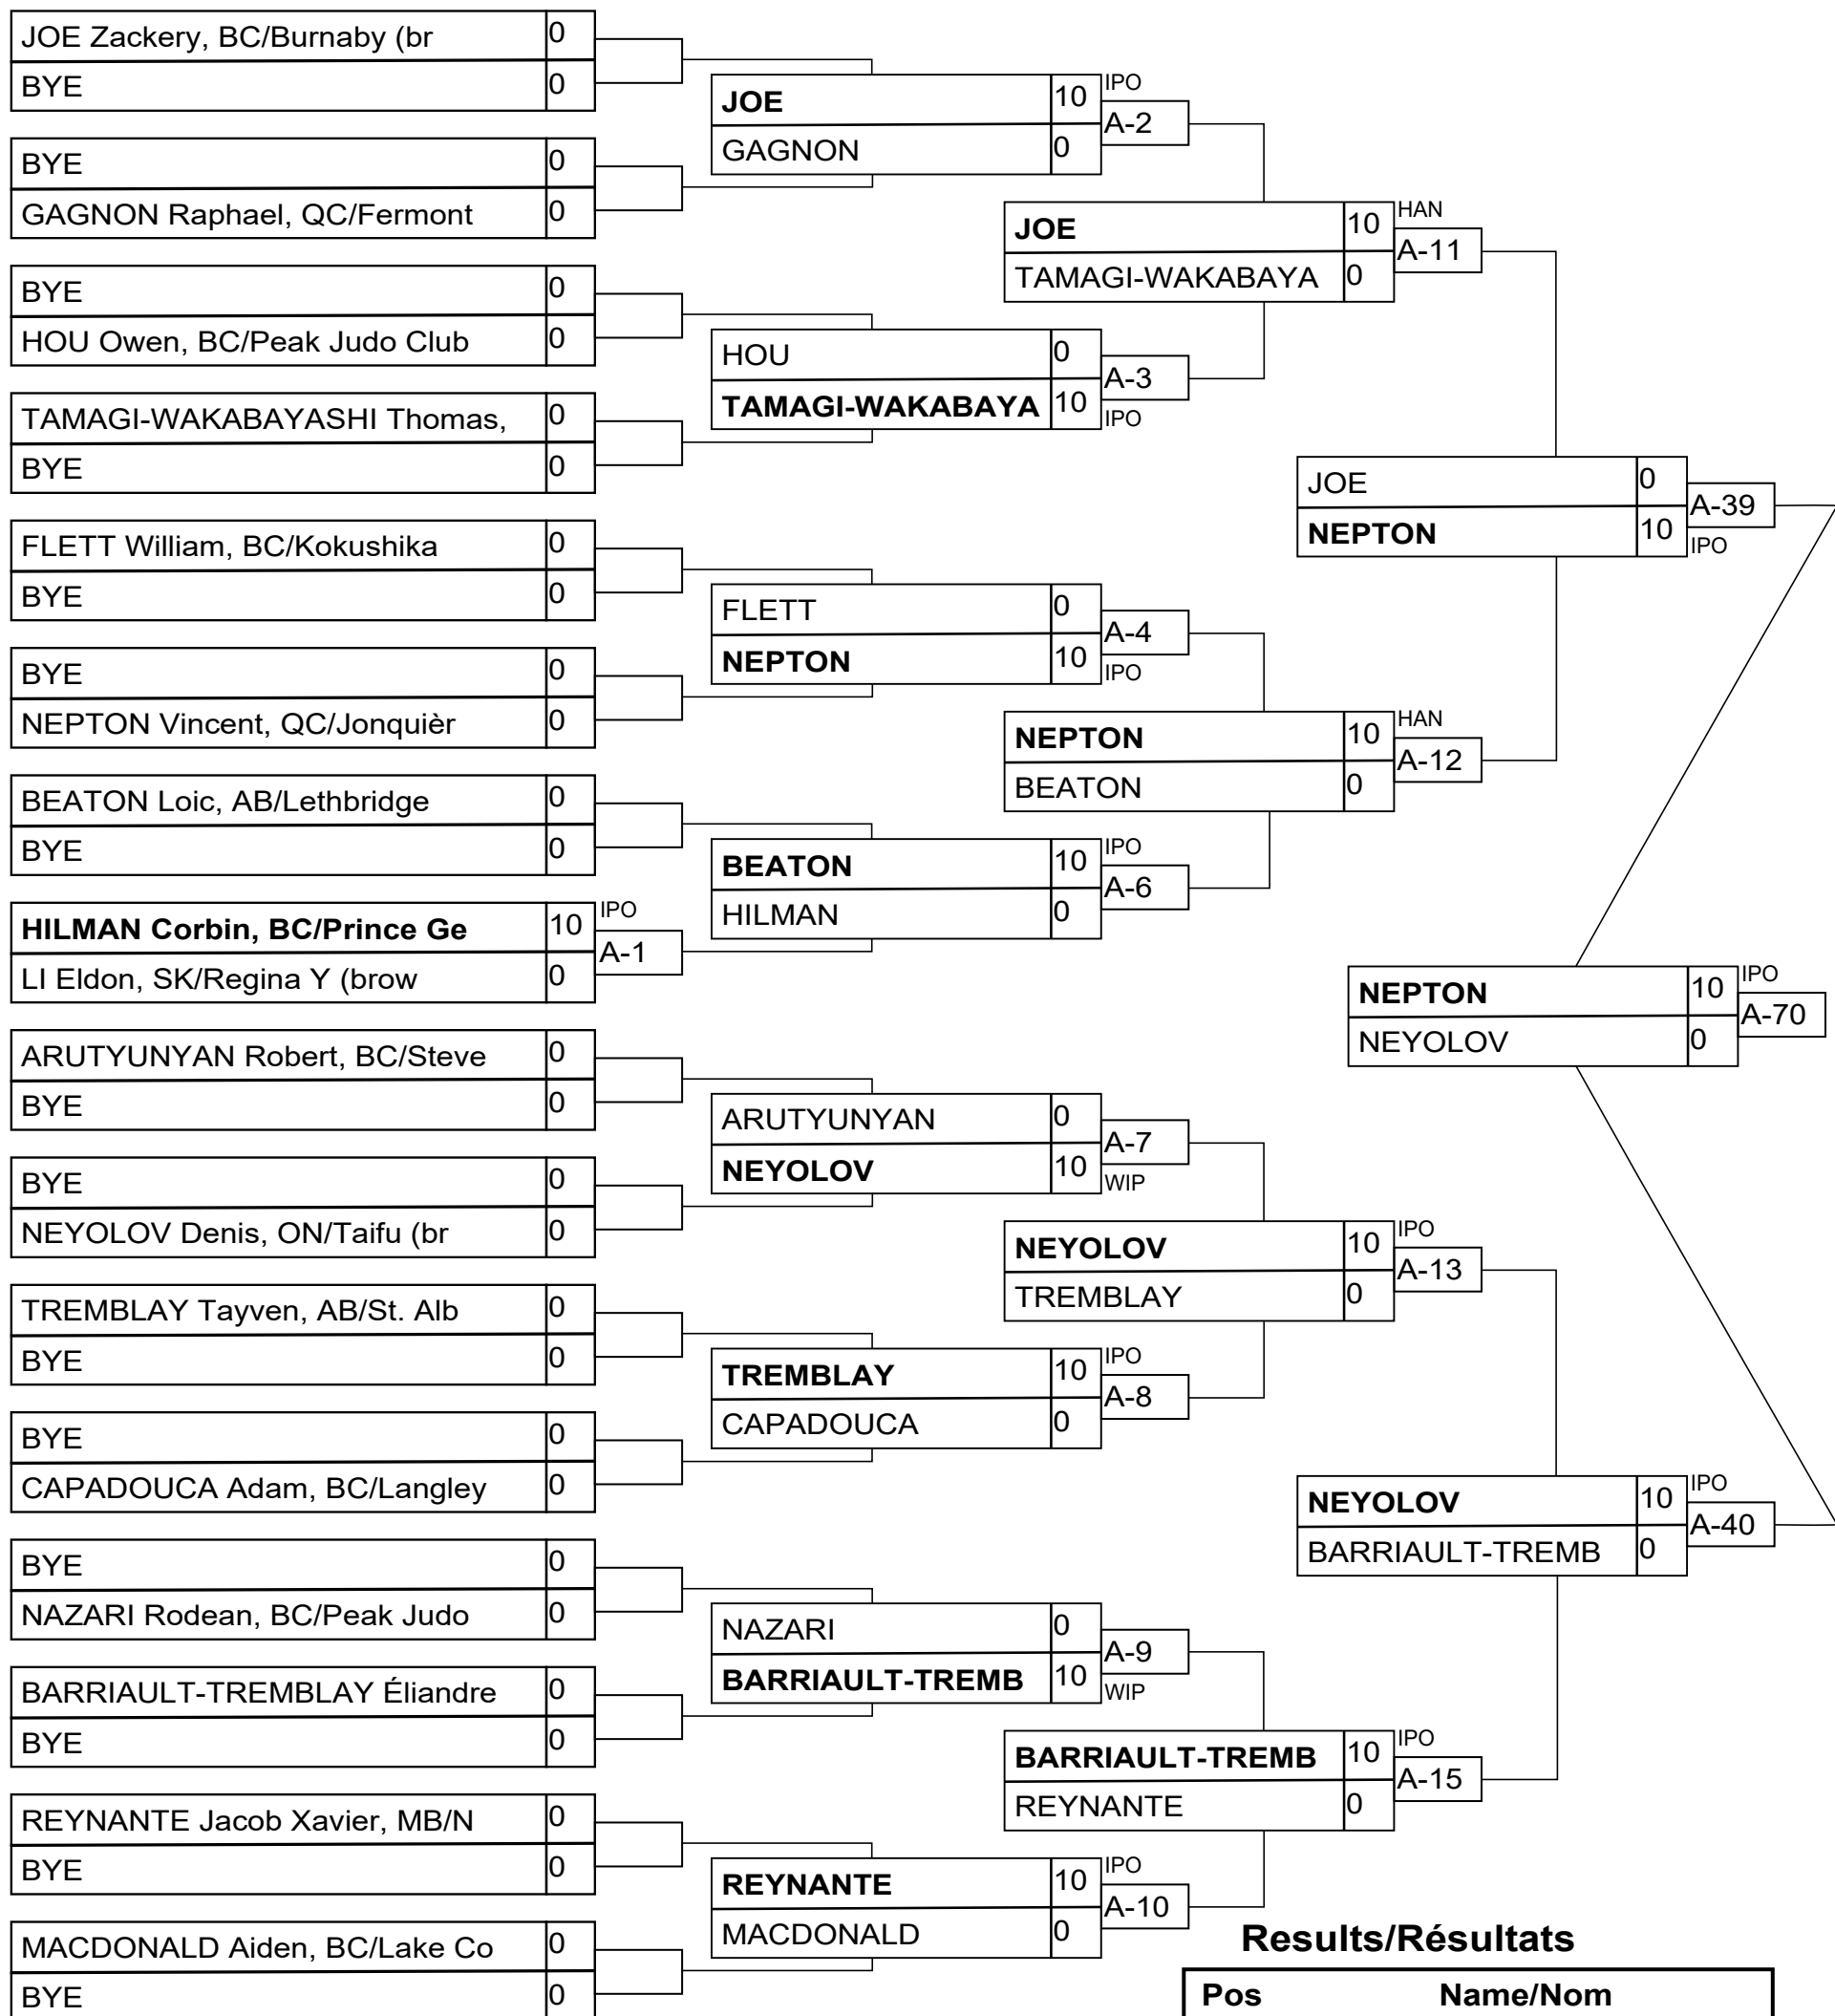 JOE Zackery, BC/Burnaby (br 0
BYE 0
BYE 0
GAGNON Raphael, QC/Fermont 0
BYE 0
HOU Owen, BC/Peak Judo Club 0
TAMAGI-WAKABAYASHI Thomas, 0
BYE 0
FLETT William, BC/Kokushika 0
BYE 0
BYE 0
NEPTON Vincent, QC/Jonquièr 0
BEATON Loic, AB/Lethbridge 0
BYE 0
HILMAN Corbin, BC/Prince Ge 10 IPO
A-1
LI Eldon, SK/Regina Y (brow 0
ARUTYUNYAN Robert, BC/Steve 0
BYE 0
BYE 0
NEYOLOV Denis, ON/Taifu (br 0
TREMBLAY Tayven, AB/St. Alb 0
BYE 0
BYE 0
CAPADOUCA Adam, BC/Langley 0
BYE 0
NAZARI Rodean, BC/Peak Judo 0
BARRIAULT-TREMBLAY Éliandre 0
BYE 0
REYNANTE Jacob Xavier, MB/N 0
BYE 0
MACDONALD Aiden, BC/Lake Co 0
BYE 0
JOE 10 IPO
A-2
GAGNON 0
HOU 0
A-3
TAMAGI-WAKABAYA 10 IPO
FLETT 0
A-4
NEPTON 10 IPO
BEATON 10 IPO
A-6
HILMAN 0
ARUTYUNYAN 0
A-7
NEYOLOV 10 WIP
TREMBLAY 10 IPO
A-8
CAPADOUCA 0
NAZARI 0
A-9
BARRIAULT-TREMB 10 WIP
REYNANTE 10 IPO
A-10
MACDONALD 0
JOE 10 HAN
A-11
TAMAGI-WAKABAYA 0
NEPTON 10 HAN
A-12
BEATON 0
NEYOLOV 10 IPO
A-13
TREMBLAY 0
BARRIAULT-TREMB 10 IPO
A-15
REYNANTE 0
JOE 0
A-39
NEPTON 10 IPO
NEYOLOV 10 IPO
A-40
BARRIAULT-TREMB 0
NEPTON 10 IPO
A-70
NEYOLOV 0
Results/Résultats
Pos Name/Nom